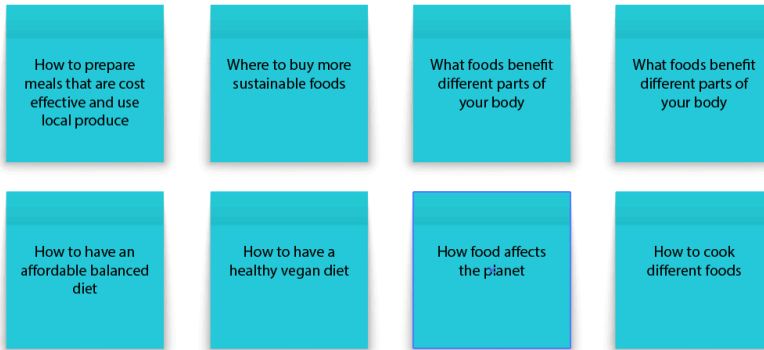 How to prepare
meals that are cost
effective and use
local produce
Where to buy more
sustainable foods
What foods benefit
different parts of
your body
What foods benefit
different parts of
your body
How to have an
affordable balanced
diet
How to have a
healthy vegan diet
How food affects
the planet
How to cook
different foods